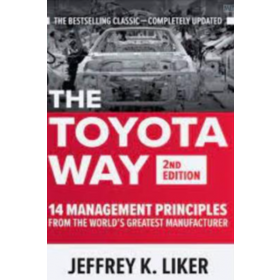 THE BESTSELLING CLASSIC—COMPLETELY UPDATED
THE
TOYOTA
WAY
2ND
EDITION
14 MANAGEMENT PRINCIPLES
FROM THE WORLD'S GREATEST MANUFACTURER
JEFFREY K. LIKER